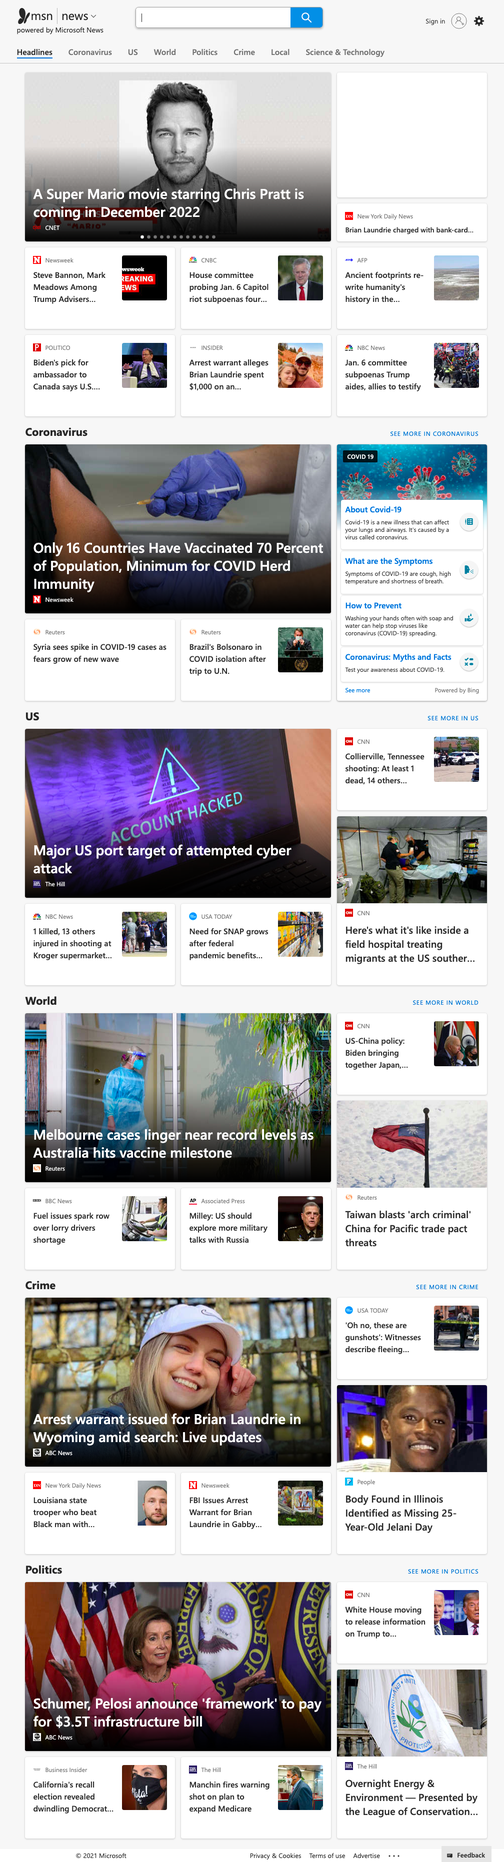 msn | news
powered by Microsoft News
Sign in
Headlines Coronavirus US World Politics Crime Local Science & Technology
A Super Mario movie starring Chris Pratt is
coming in December 2022
CNET
New York Daily News
Brian Laundrie charged with bank-card...
Newsweek
Steve Bannon, Mark
Meadows Among
Trump Advisers...
CNBC
House committee
probing Jan. 6 Capitol
riot subpoenas four...
AFP
Ancient footprints re-
write humanity's
history in the...
POLITICO
Biden's pick for
ambassador to
Canada says U.S....
INSIDER
Arrest warrant alleges
Brian Laundrie spent
$1,000 on an...
NBC News
Jan. 6 committee
subpoenas Trump
aides, allies to testify
Coronavirus
SEE MORE IN CORONAVIRUS
Only 16 Countries Have Vaccinated 70 Percent
of Population, Minimum for COVID Herd
Immunity
Newsweek
COVID 19
About Covid-19
Covid-19 is a new illness that can affect
your lungs and airways. It's caused by a
virus called coronavirus.
What are the Symptoms
Symptoms of COVID-19 are cough, high
temperature and shortness of breath.
How to Prevent
Washing your hands often with soap and
water can help stop viruses like
coronavirus (COVID-19) spreading.
Coronavirus: Myths and Facts
Test your awareness about COVID-19.
See more
Powered by Bing
Reuters
Syria sees spike in COVID-19 cases as
fears grow of new wave
Reuters
Brazil's Bolsonaro in
COVID isolation after
trip to U.N.
US
SEE MORE IN US
ACCOUNT HACKED
Major US port target of attempted cyber
attack
The Hill
CNN
Collierville, Tennessee
shooting: At least 1
dead, 14 others...
CNN
Here's what it's like inside a
field hospital treating
migrants at the US souther...
NBC News
1 killed, 13 others
injured in shooting at
Kroger supermarket...
USA TODAY
Need for SNAP grows
after federal
pandemic benefits...
World
SEE MORE IN WORLD
Melbourne cases linger near record levels as
Australia hits vaccine milestone
Reuters
CNN
US-China policy:
Biden bringing
together Japan,...
Reuters
Taiwan blasts 'arch criminal'
China for Pacific trade pact
threats
BBC News
Fuel issues spark row
over lorry drivers
shortage
AP
Associated Press
Milley: US should
explore more military
talks with Russia
Crime
SEE MORE IN CRIME
Arrest warrant issued for Brian Laundrie in
Wyoming amid search: Live updates
ABC News
USA TODAY
'Oh no, these are
gunshots': Witnesses
describe fleeing...
People
Body Found in Illinois
Identified as Missing 25-
Year-Old Jelani Day
New York Daily News
Louisiana state
trooper who beat
Black man with...
Newsweek
FBI Issues Arrest
Warrant for Brian
Laundrie in Gabby...
Politics
SEE MORE IN POLITICS
Schumer, Pelosi announce 'framework' to pay
for $3.5T infrastructure bill
ABC News
CNN
White House moving
to release information
on Trump to...
The Hill
Overnight Energy &
Environment — Presented by
the League of Conservation...
Business Insider
California's recall
election revealed
dwindling Democrat...
The Hill
Manchin fires warning
shot on plan to
expand Medicare
© 2021 Microsoft
Privacy & Cookies Terms of use Advertise
Feedback